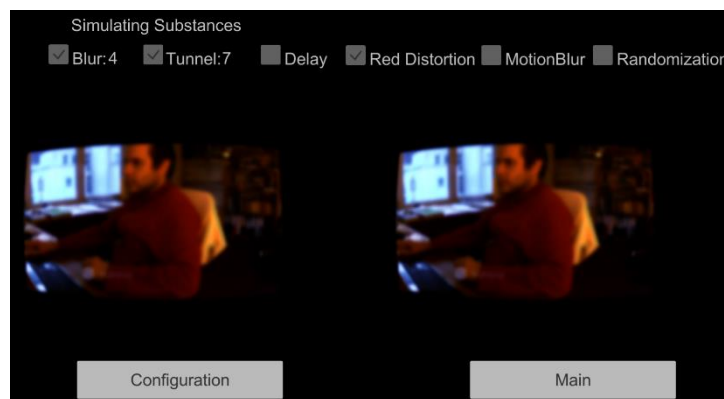 Simulating Substances
Blur:4 Tunnel:7 Delay Red Distortion MotionBlur Randomization
Configuration Main